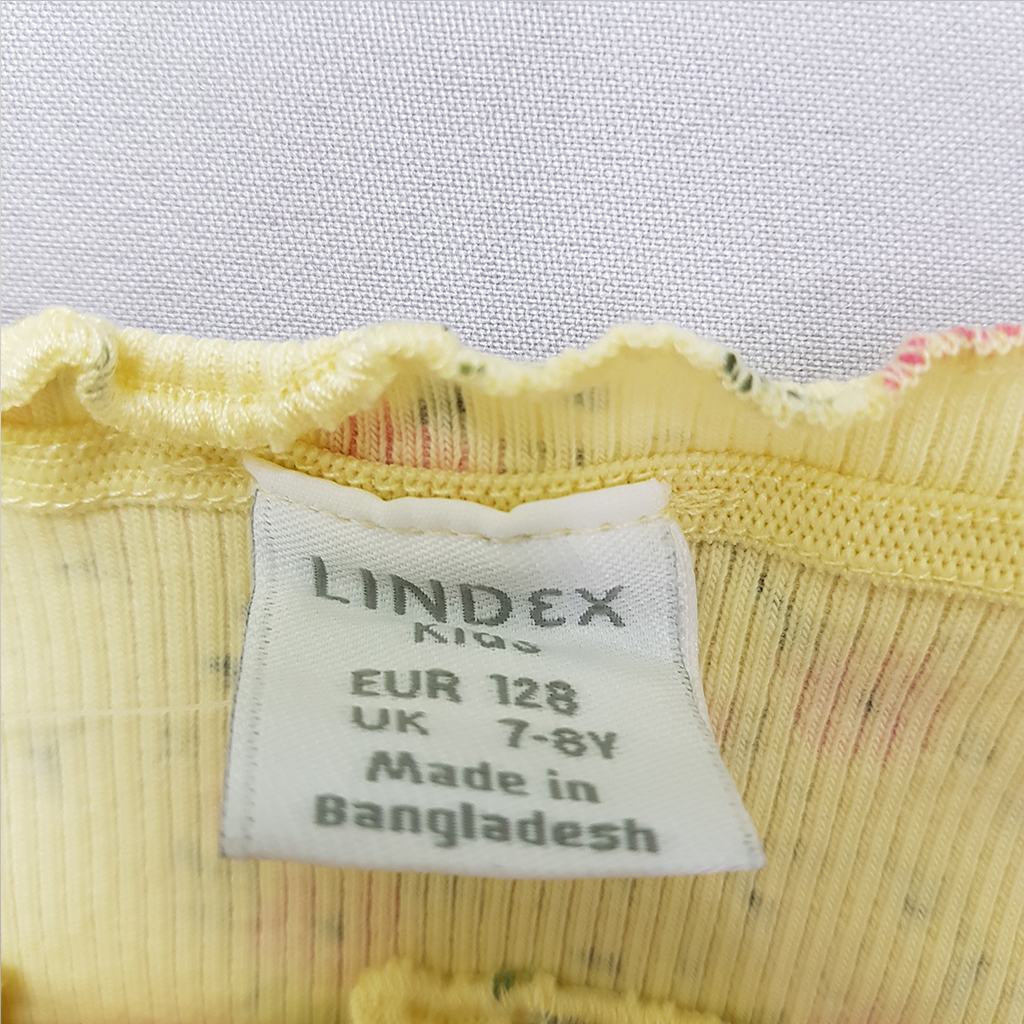 LINDEX
Kids
EUR 128
UK 7-8Y
Made in
Bangladesh